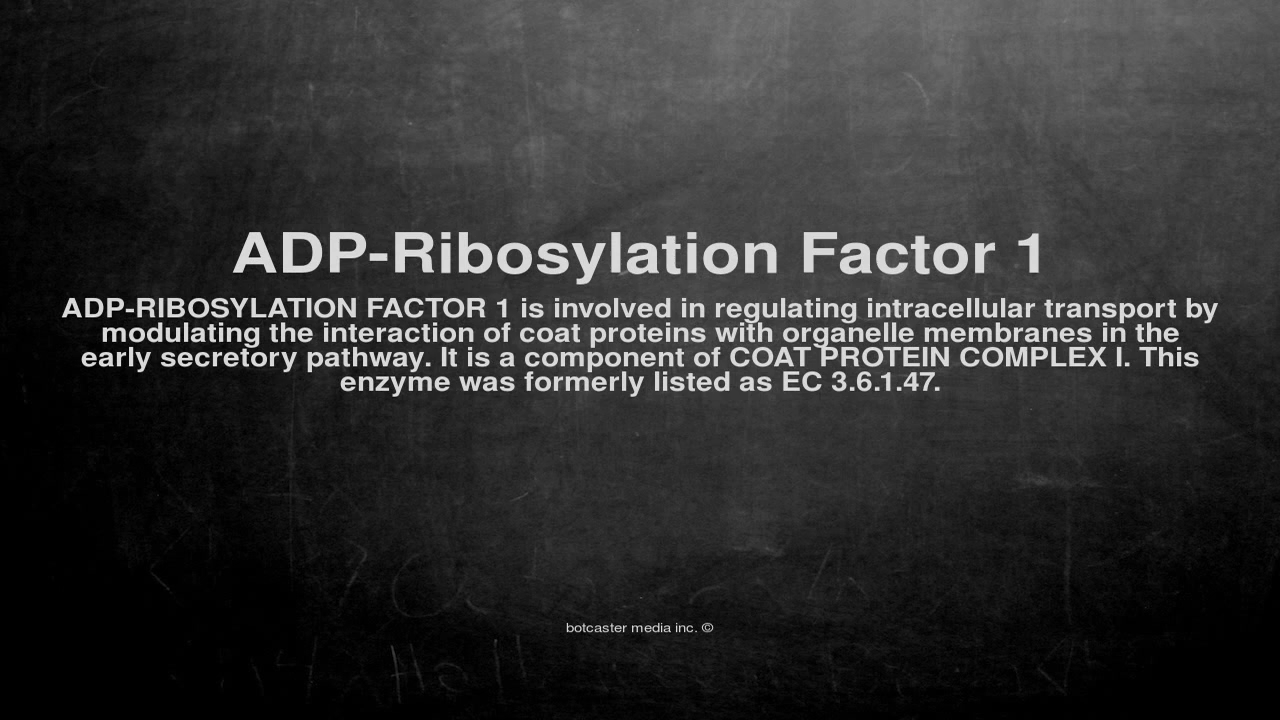 ADP-Ribosylation Factor 1
ADP-RIBOSYLATION FACTOR 1 is involved in regulating intracellular transport by
modulating the interaction of coat proteins with organelle membranes in the
early secretory pathway. It is a component of COAT PROTEIN COMPLEX I. This
enzyme was formerly listed as EC 3.6.1.47.
botcaster media inc. ©